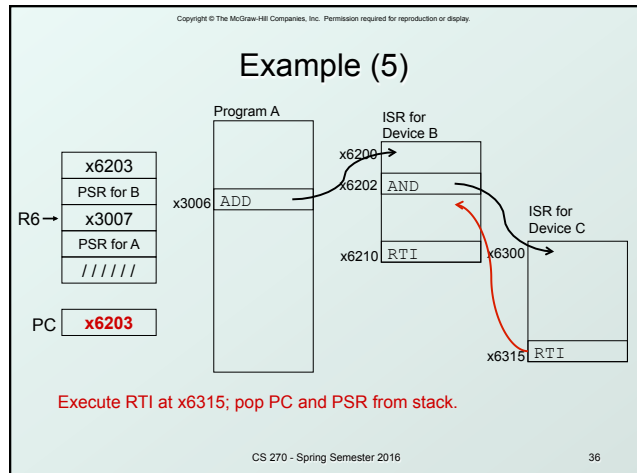 Copyright © The McGraw-Hill Companies, Inc. Permission required for reproduction or display.
Example (5)
Program A
ISR for
Device B
x6200
x6203
PSR for B
x6202
AND
R6
x3007
x3006
ADD
ISR for
Device C
PSR for A
//////
x6210
RTI
x6300
PC
x6203
x6315
RTI
Execute RTI at x6315; pop PC and PSR from stack.
CS 270 - Spring Semester 2016
36